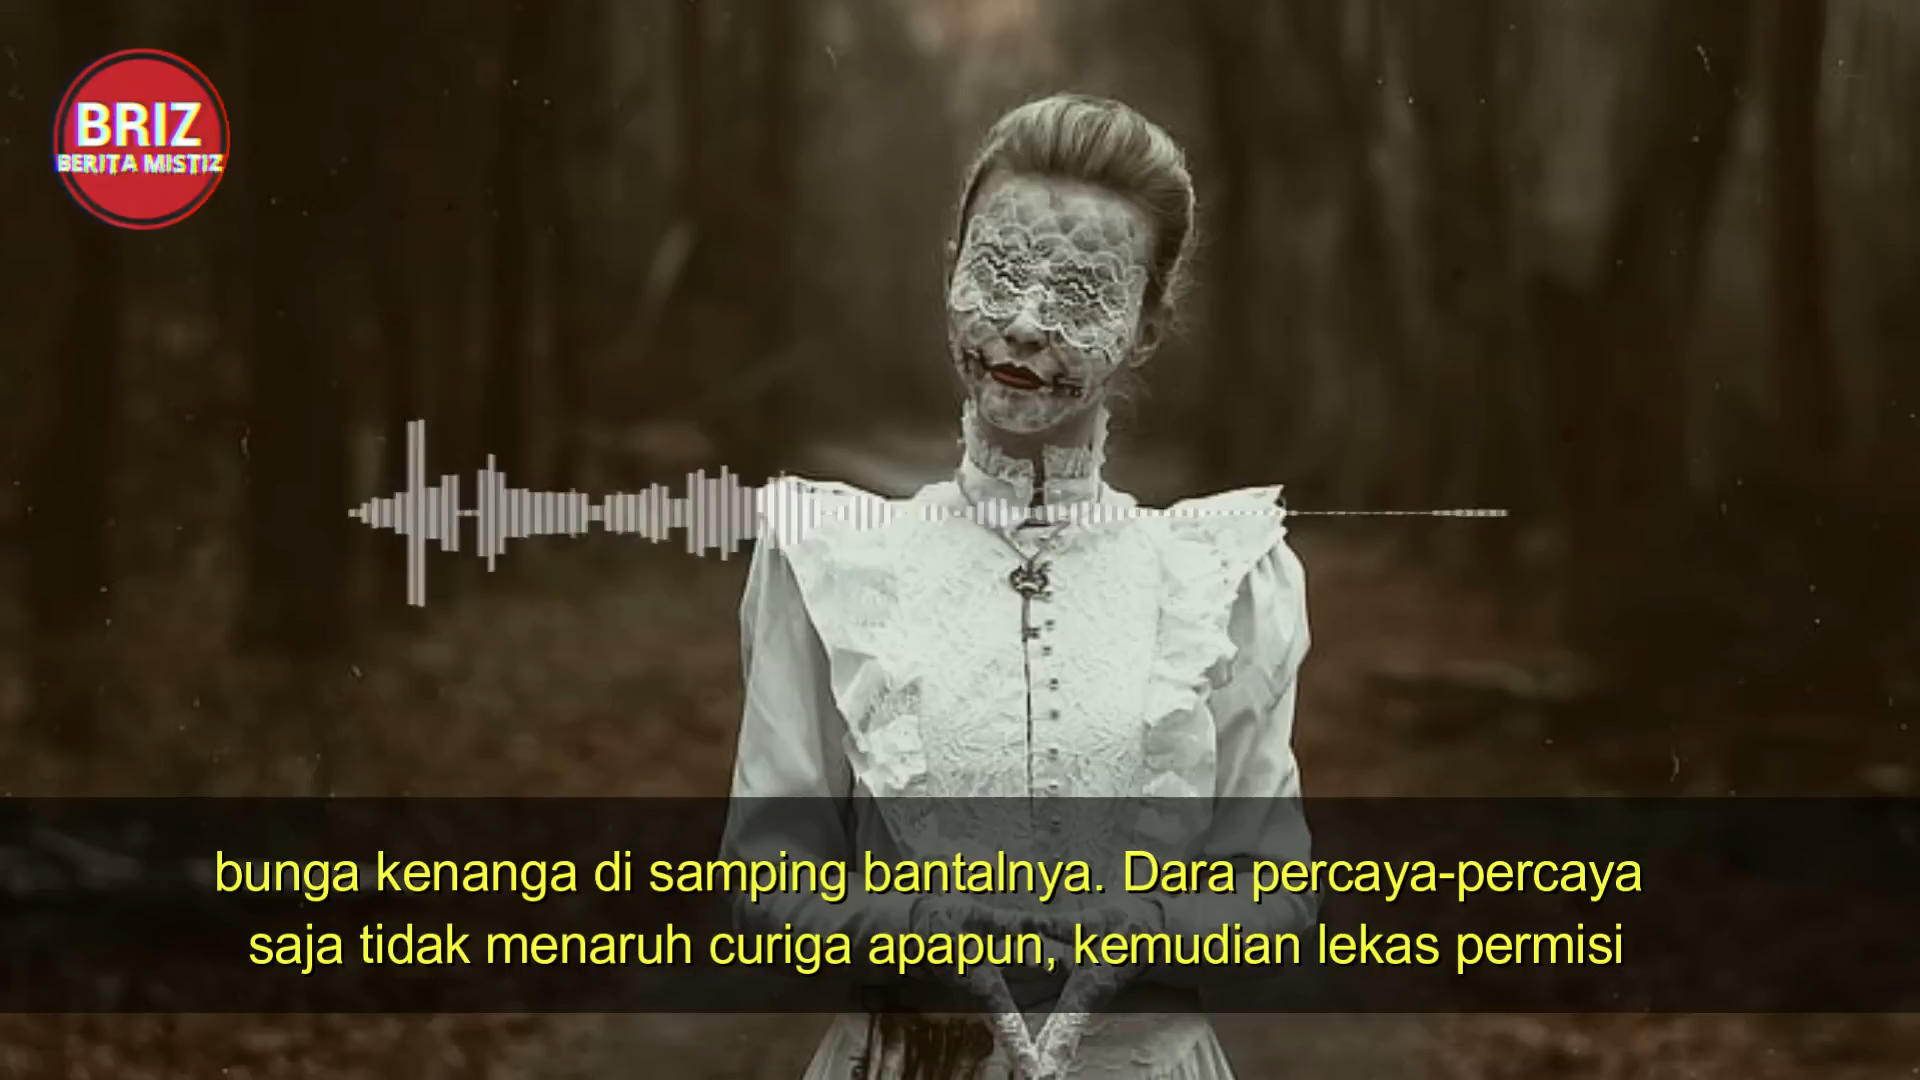 BRIZ
BERITA MISTIZ
bunga kenanga di samping bantalnya. Dara percaya-percaya
saja tidak menaruh curiga apapun, kemudian lekas permisi